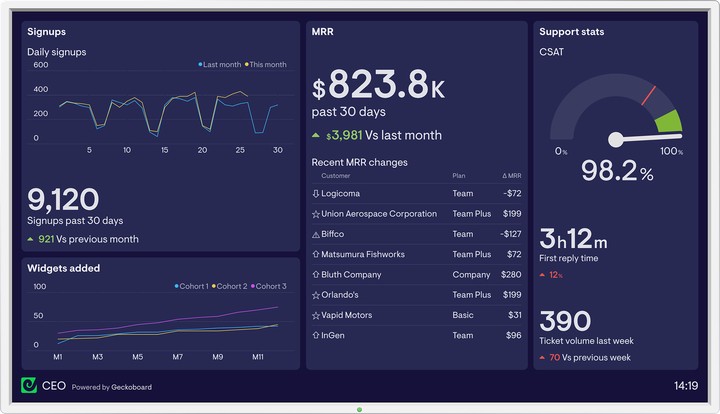 Signups
Daily signups
Last month This month
600
400
200
0
5 10 15 20 25 30
9,120
Signups past 30 days
921 Vs previous month
Widgets added
Cohort 1 Cohort 2 Cohort 3
100
50
0
M1 M3 M5 M7 M9 M11
MRR
$823.8K
past 30 days
$3,981 Vs last month
Recent MRR changes
Customer Plan Δ MRR
Logicoma Team -$72
Union Aerospace Corporation Team Plus $199
Biffco Team -$127
Matsumura Fishworks Team Plus $72
Bluth Company Company $280
Orlando's Team Plus $199
Vapid Motors Basic $31
InGen Team $96
Support stats
CSAT
0% 100%
98.2%
3h12m
First reply time
12%
390
Ticket volume last week
70 Vs previous week
CEO Powered by Geckoboard
14:19